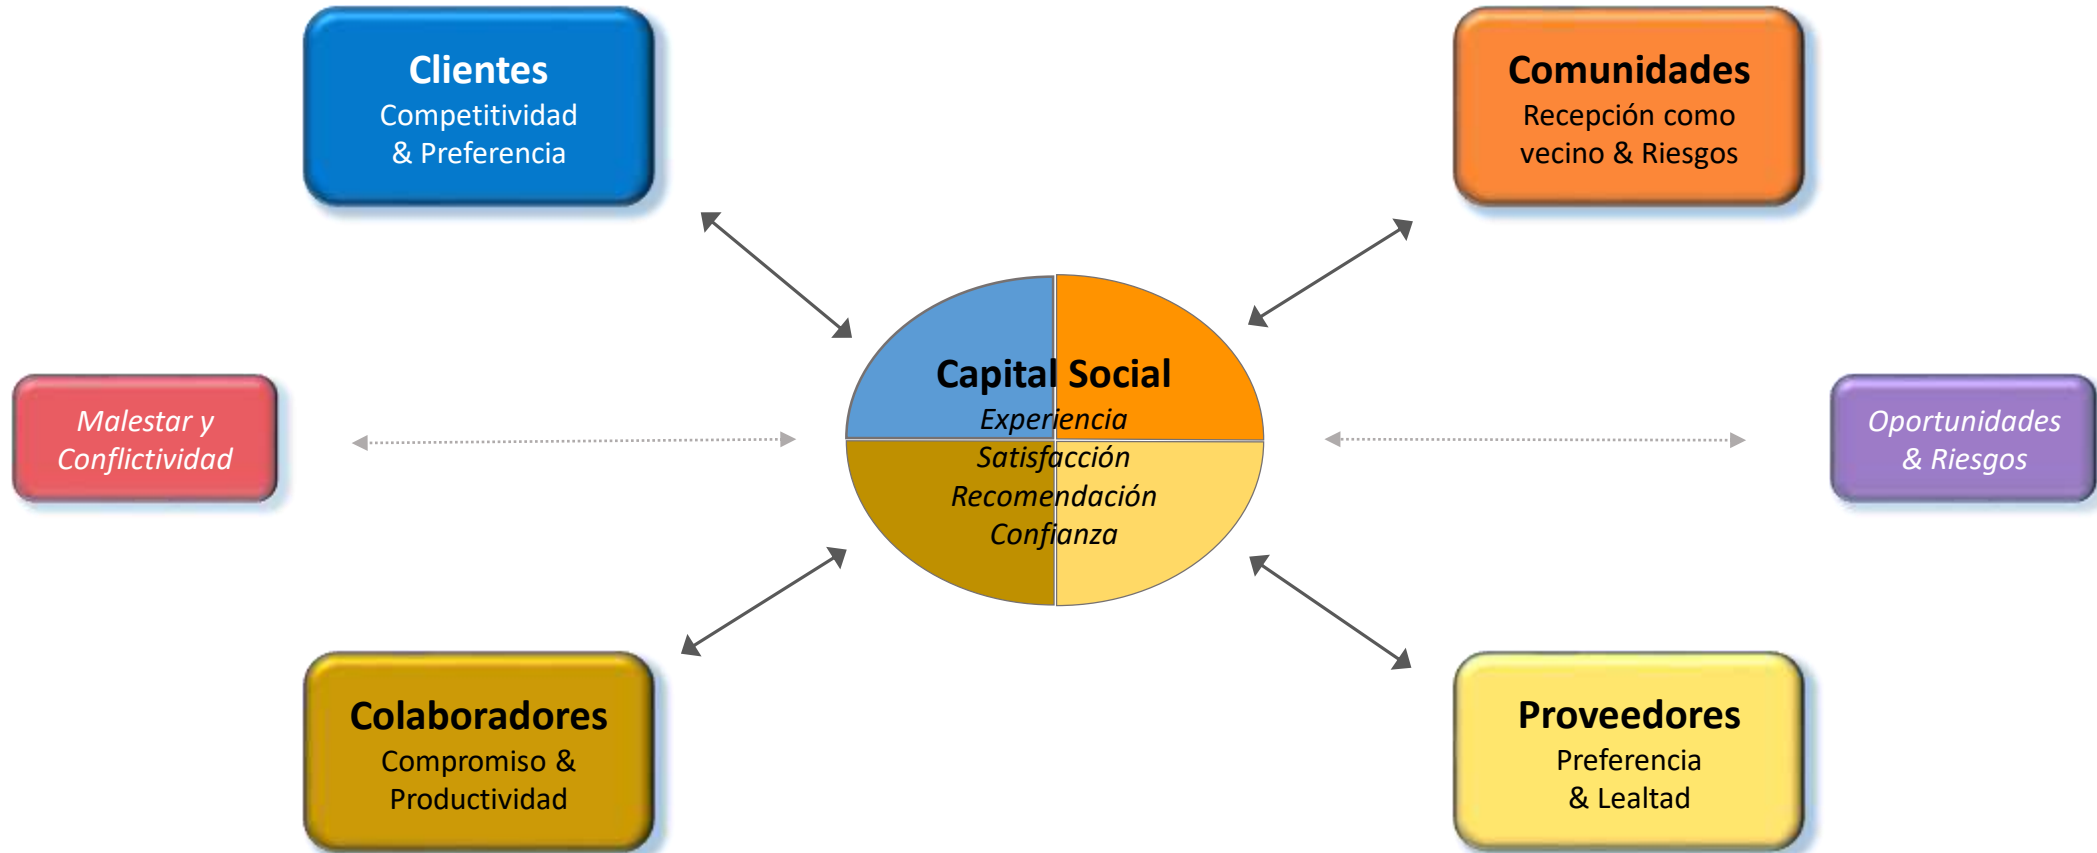 Clientes
Competitividad
& Preferencia
Comunidades
Recepción como
vecino & Riesgos
Malestar y
Conflictividad
Capital Social
Experiencia
Satisfacción
Recomendación
Confianza
Oportunidades
& Riesgos
Colaboradores
Compromiso &
Productividad
Proveedores
Preferencia
& Lealtad